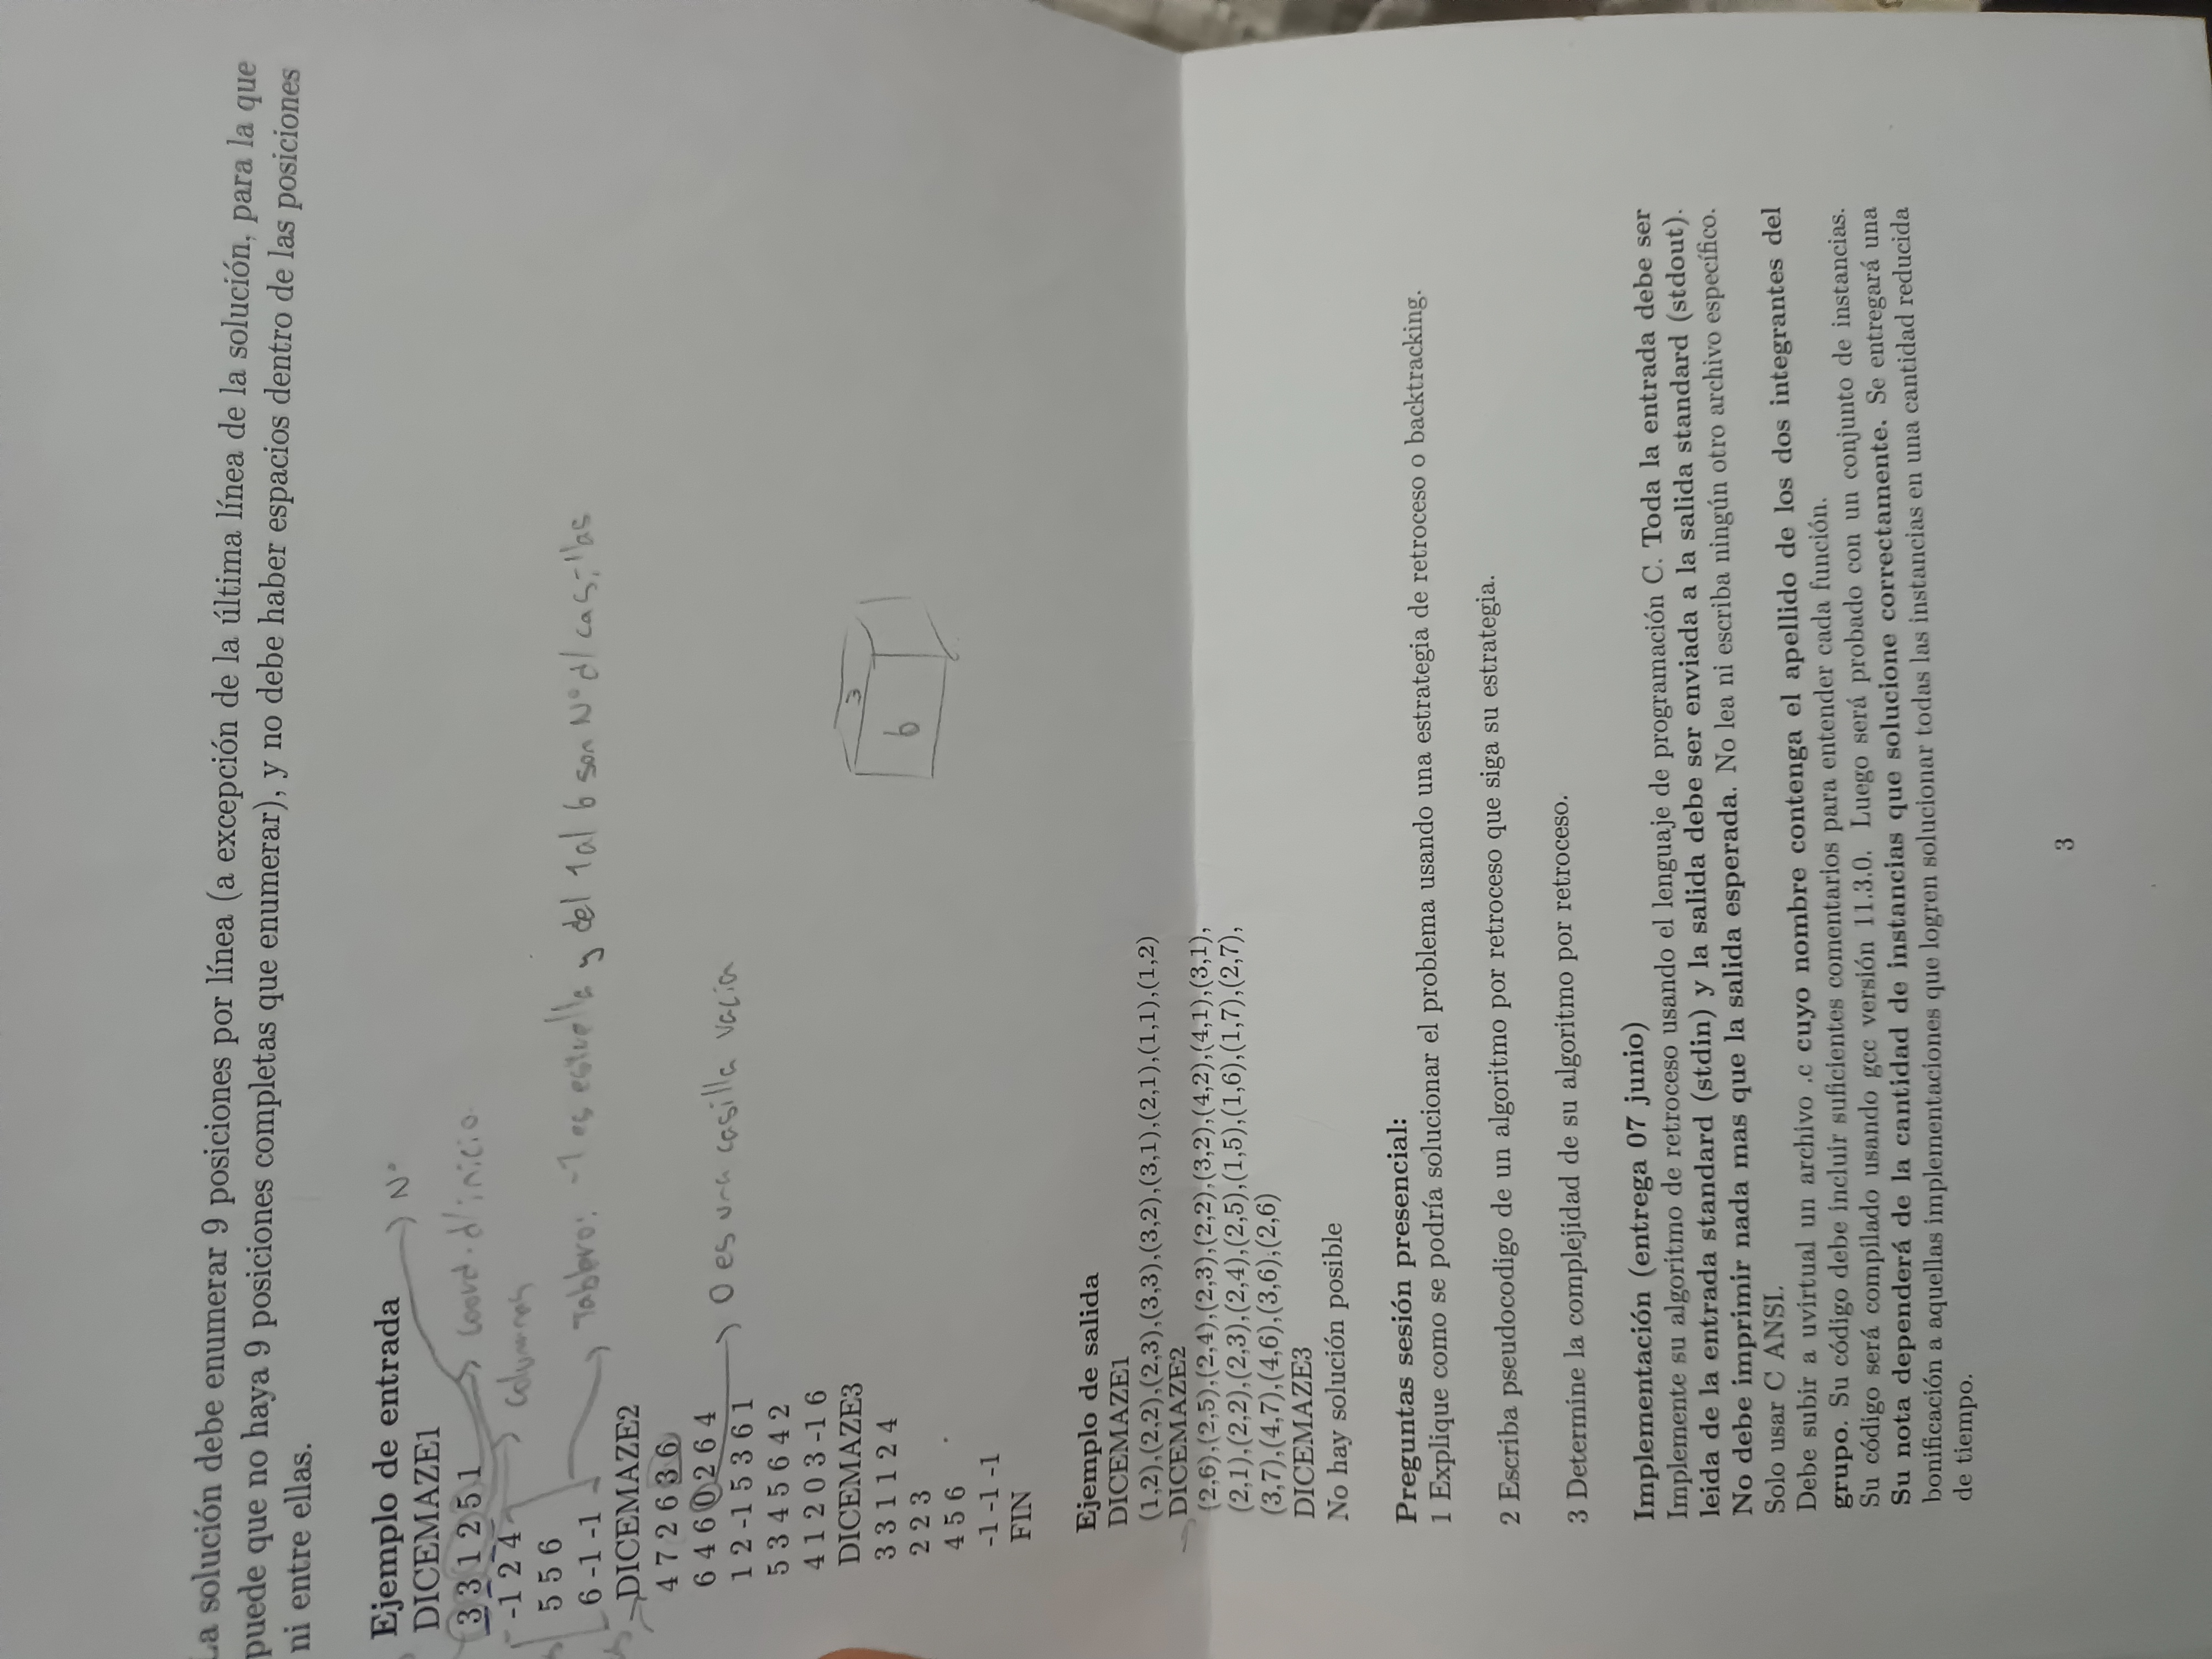 La solución debe enumerar 9 posiciones por línea (a excepción de la última línea de la solución, para la que
puede que no haya 9 posiciones completas que enumerar), y no debe haber espacios dentro de las posiciones
ni entre ellas.
Ejemplo de entrada
N°
DICEMAZE1
3 3 1 2 5 1
Coord. d/ inicio
-1 2 4
Columnas
5 5 6
6 -1 -1
Tablero: -1 es estrella y del 1 al 6 son N° d/ casillas
DICEMAZE2
4 7 2 6 3 6
6 4 6 0 2 6 4
0 es una casilla vacia
1 2 -1 5 3 6 1
5 3 4 5 6 4 2
4 1 2 0 3 -1 6
DICEMAZE3
3
3 3 1 1 2 4
6
2 2 3
4 5 6
-1 -1 -1
FIN
Ejemplo de salida
DICEMAZE1
(1,2),(2,2),(2,3),(3,3),(3,2),(3,1),(2,1),(1,1),(1,2)
DICEMAZE2
(2,6),(2,5),(2,4),(2,3),(2,2),(3,2),(4,2),(4,1),(3,1),
(2,1),(2,2),(2,3),(2,4),(2,5),(1,5),(1,6),(1,7),(2,7),
(3,7),(4,7),(4,6),(3,6),(2,6)
DICEMAZE3
No hay solución posible
Preguntas sesión presencial:
1 Explique como se podría solucionar el problema usando una estrategia de retroceso o backtracking.
2 Escriba pseudocodigo de un algoritmo por retroceso que siga su estrategia.
3 Determine la complejidad de su algoritmo por retroceso.
Implementación (entrega 07 junio)
Implemente su algoritmo de retroceso usando el lenguaje de programación C. Toda la entrada debe ser
leida de la entrada standard (stdin) y la salida debe ser enviada a la salida standard (stdout).
No debe imprimir nada mas que la salida esperada. No lea ni escriba ningún otro archivo específico.
Solo usar C ANSI.
Debe subir a uvirtual un archivo .c cuyo nombre contenga el apellido de los dos integrantes del
grupo. Su código debe incluir suficientes comentarios para entender cada función.
Su código será compilado usando gcc versión 11.3.0. Luego será probado con un conjunto de instancias.
Su nota dependerá de la cantidad de instancias que solucione correctamente. Se entregará una
bonificación a aquellas implementaciones que logren solucionar todas las instancias en una cantidad reducida
de tiempo.
3